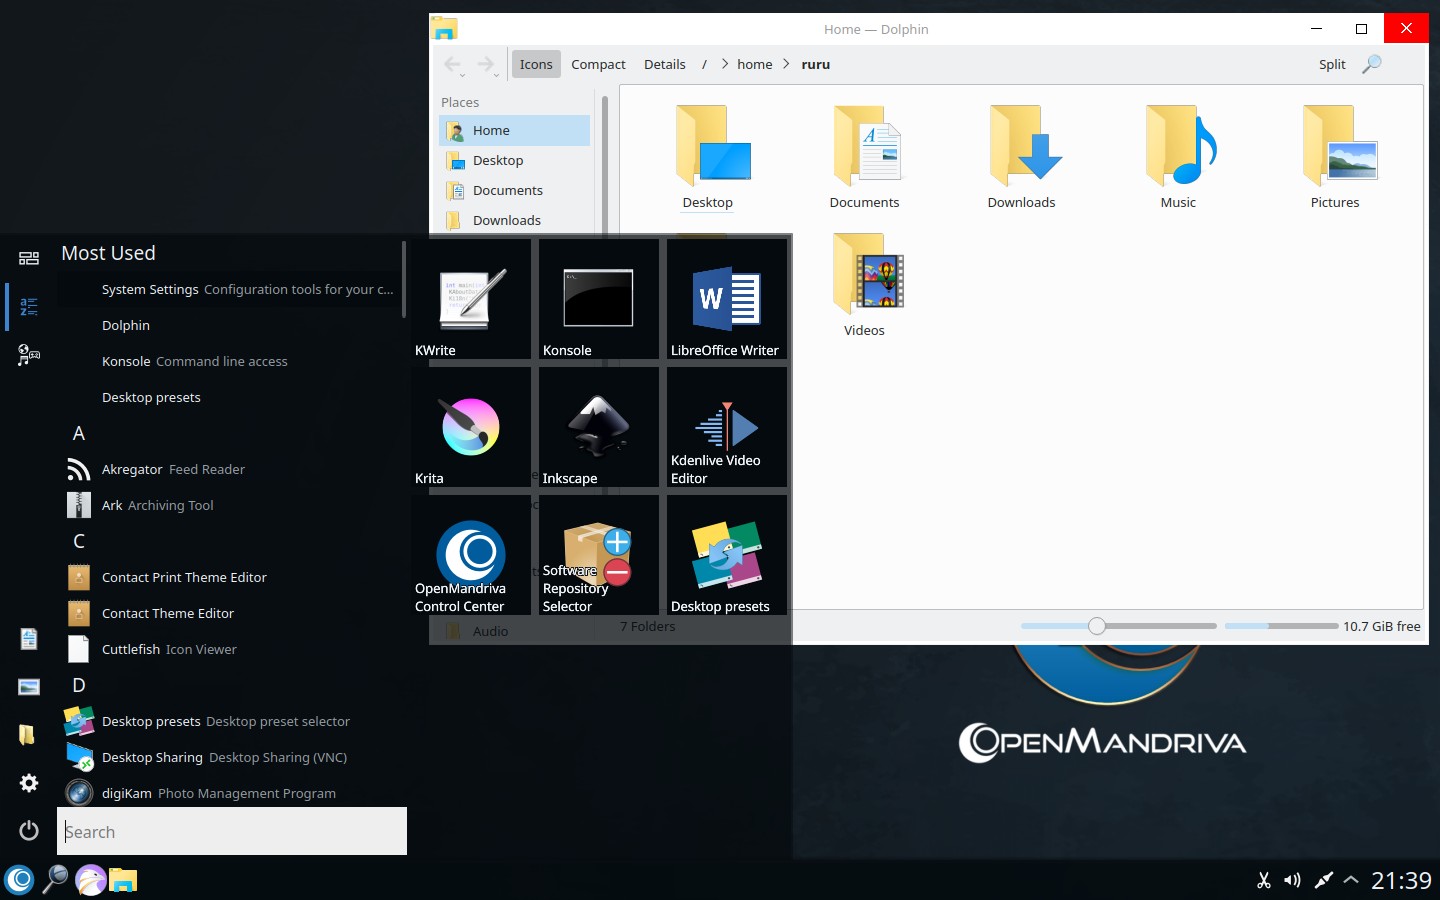 Home — Dolphin
Icons Compact Details / home ruru Split
Places
Home
Desktop
Documents
Downloads
Desktop Documents Downloads Music Pictures
Videos
Audio
7 Folders 10.7 GiB free
Most Used
System Settings Configuration tools for your c...
Dolphin
Konsole Command line access
Desktop presets
A
Akregator Feed Reader
Ark Archiving Tool
C
Contact Print Theme Editor
Contact Theme Editor
Cuttlefish Icon Viewer
D
Desktop presets Desktop preset selector
Desktop Sharing Desktop Sharing (VNC)
digiKam Photo Management Program
Search
KWrite
Konsole
LibreOffice Writer
Krita
Inkscape
Kdenlive Video
Editor
OpenMandriva
Control Center
Software
Repository
Selector
Desktop presets
OpenMandriva
21:39